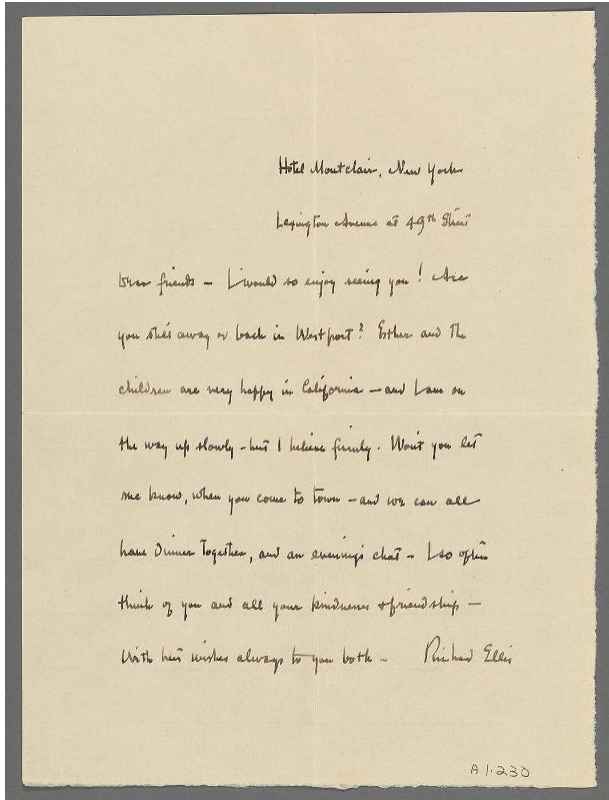 Hotel Montclair, New York
Lexington Avenue at 49th Street
Dear friends – I would so enjoy seeing you! Are
you away or back in Westport? Esther and the
children are very happy in California – and I am on
the way up slowly – but I believe firmly. Won't you let
me know, when you come to town – and we can all
have dinner together, and an evening's chat – I so often
think of you and all your kindness & friendship –
With best wishes always to you both – Richard Ellis
A1.230